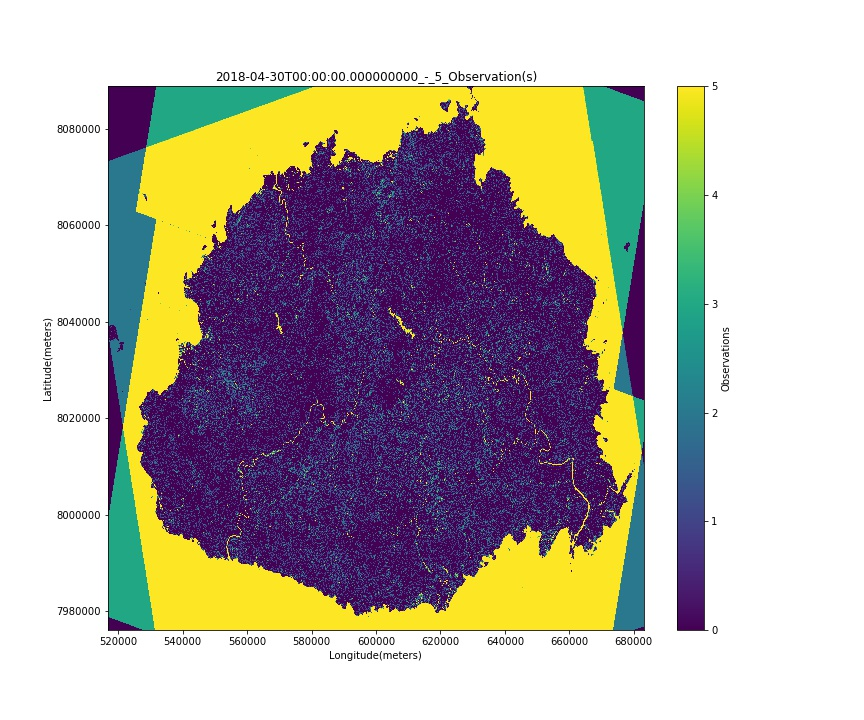 2018-04-30T00:00:00.000000000_-_5_Observation(s)
8080000
8060000
8040000
8020000
8000000
7980000
520000 540000 560000 580000 600000 620000 640000 660000 680000
Longitude(meters)
Latitude(meters)
5
4
3
2
1
0
Observations